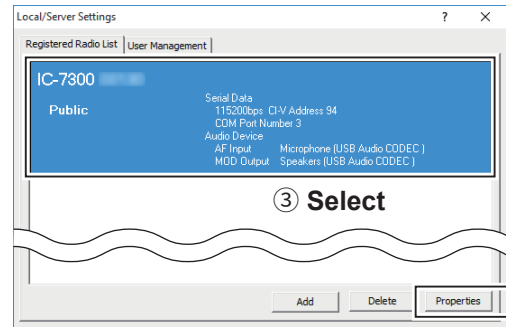 Local/Server Settings ? ×
Registered Radio List User Management
IC-7300
Public
Serial Data
115200bps CI-V Address 94
COM Port Number 3
Audio Device
AF Input Microphone (USB Audio CODEC )
MOD Output Speakers (USB Audio CODEC )
③ Select
Add Delete Properties